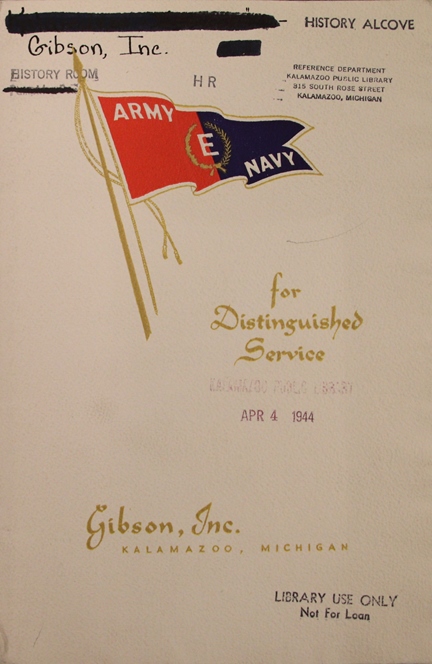 HISTORY ALCOVE
Gibson, Inc.
HISTORY ROOM
H R
REFERENCE DEPARTMENT
KALAMAZOO PUBLIC LIBRARY
315 SOUTH ROSE STREET
KALAMAZOO, MICHIGAN
ARMY
E
NAVY
for
Distinguished
Service
KALAMAZOO PUBLIC LIBRARY
APR 4 1944
Gibson, Inc.
KALAMAZOO, MICHIGAN
LIBRARY USE ONLY
Not For Loan